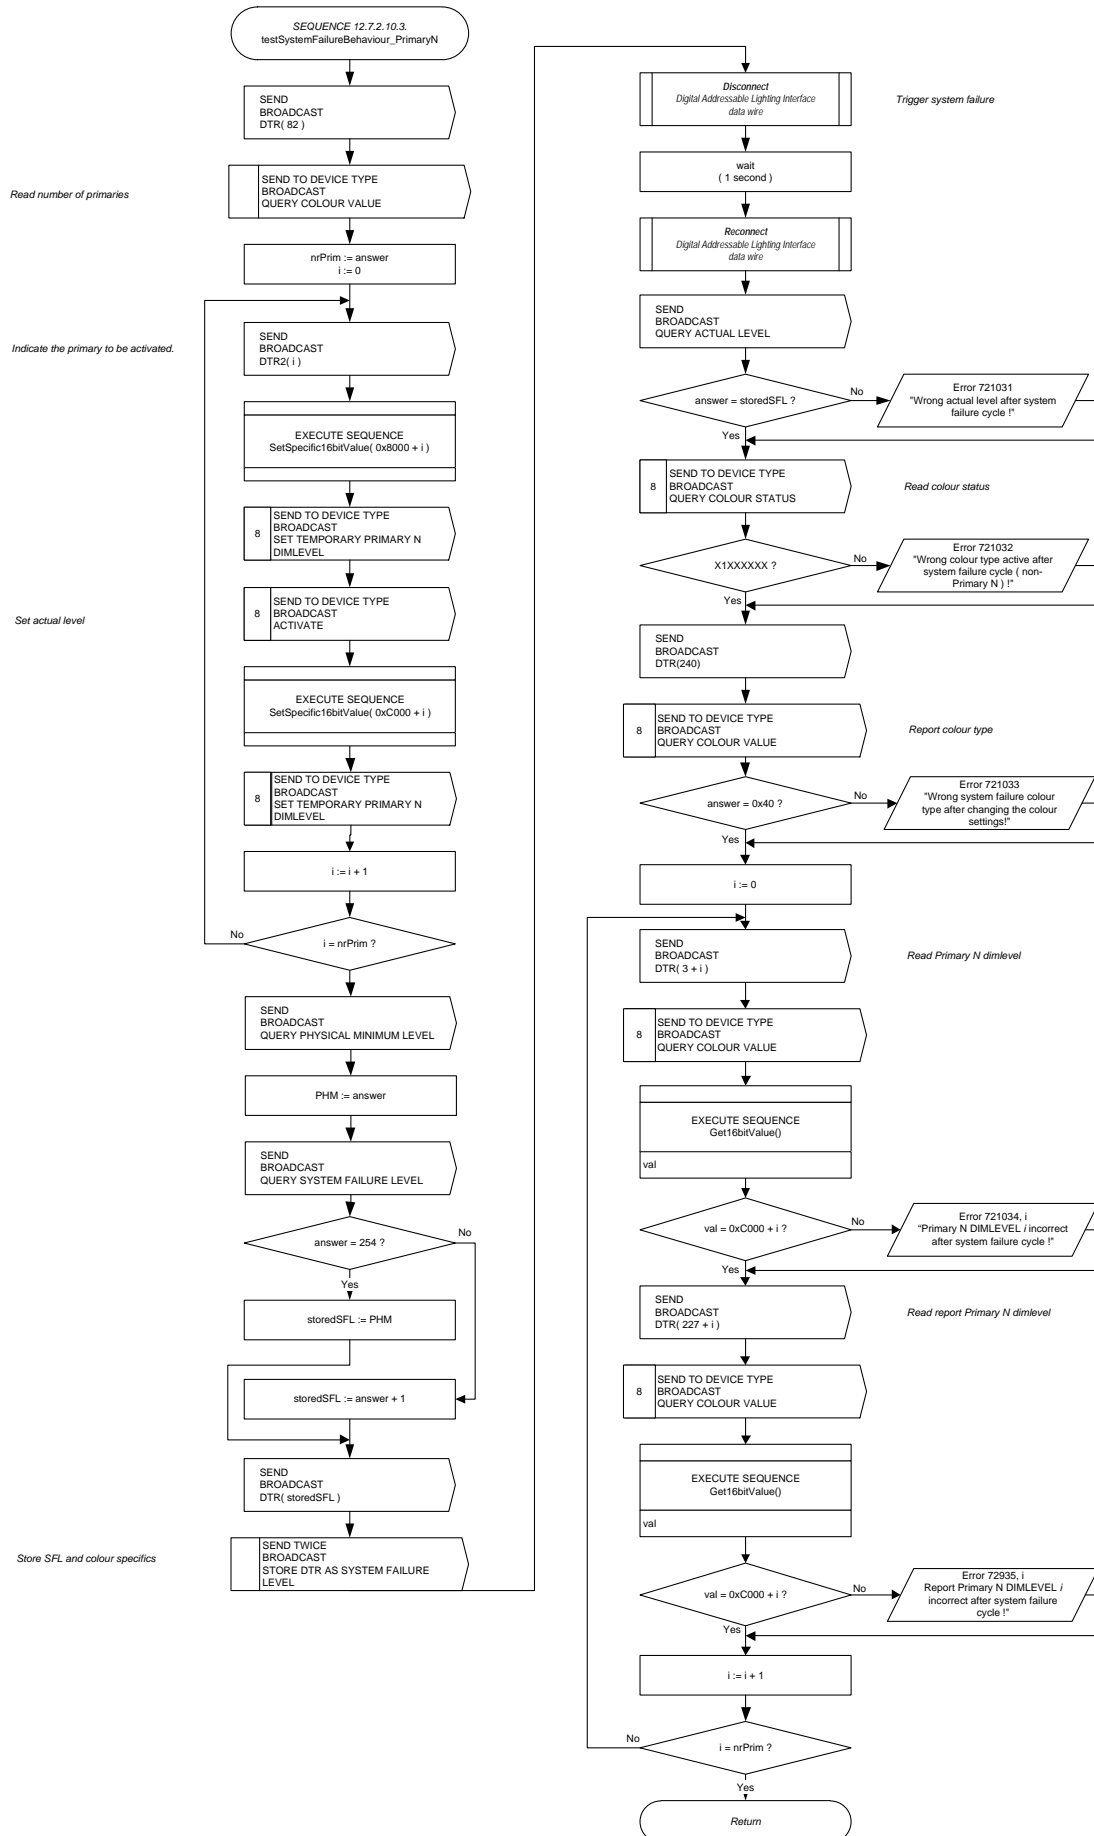 SEQUENCE 12.7.2.10.3.
testSystemFailureBehaviour_PrimaryN
SEND
BROADCAST
DTR( 82 )
Read number of primaries
SEND TO DEVICE TYPE
BROADCAST
QUERY COLOUR VALUE
nrPrim := answer
i := 0
Indicate the primary to be activated.
SEND
BROADCAST
DTR2( i )
EXECUTE SEQUENCE
SetSpecific16bitValue( 0x8000 + i )
8
SEND TO DEVICE TYPE
BROADCAST
SET TEMPORARY PRIMARY N
DIMLEVEL
Set actual level
8
SEND TO DEVICE TYPE
BROADCAST
ACTIVATE
EXECUTE SEQUENCE
SetSpecific16bitValue( 0xC000 + i )
8
SEND TO DEVICE TYPE
BROADCAST
SET TEMPORARY PRIMARY N
DIMLEVEL
i := i + 1
No
i = nrPrim ?
SEND
BROADCAST
QUERY PHYSICAL MINIMUM LEVEL
PHM := answer
SEND
BROADCAST
QUERY SYSTEM FAILURE LEVEL
answer = 254 ?
No
Yes
storedSFL := PHM
storedSFL := answer + 1
SEND
BROADCAST
DTR( storedSFL )
Store SFL and colour specifics
SEND TWICE
BROADCAST
STORE DTR AS SYSTEM FAILURE
LEVEL
Disconnect
Digital Addressable Lighting Interface
data wire
Trigger system failure
wait
( 1 second )
Reconnect
Digital Addressable Lighting Interface
data wire
SEND
BROADCAST
QUERY ACTUAL LEVEL
answer = storedSFL ?
No
Error 721031
"Wrong actual level after system
failure cycle !"
Yes
8
SEND TO DEVICE TYPE
BROADCAST
QUERY COLOUR STATUS
Read colour status
X1XXXXXX ?
No
Error 721032
"Wrong colour type active after
system failure cycle ( non-
Primary N ) !"
Yes
SEND
BROADCAST
DTR(240)
8
SEND TO DEVICE TYPE
BROADCAST
QUERY COLOUR VALUE
Report colour type
answer = 0x40 ?
No
Error 721033
"Wrong system failure colour
type after changing the colour
settings!"
Yes
i := 0
SEND
BROADCAST
DTR( 3 + i )
Read Primary N dimlevel
8
SEND TO DEVICE TYPE
BROADCAST
QUERY COLOUR VALUE
EXECUTE SEQUENCE
Get16bitValue()
val
val = 0xC000 + i ?
No
Error 721034, i
“Primary N DIMLEVEL i incorrect
after system failure cycle !"
Yes
SEND
BROADCAST
DTR( 227 + i )
Read report Primary N dimlevel
8
SEND TO DEVICE TYPE
BROADCAST
QUERY COLOUR VALUE
EXECUTE SEQUENCE
Get16bitValue()
val
val = 0xC000 + i ?
No
Error 72935, i
Report Primary N DIMLEVEL i
incorrect after system failure
cycle !"
Yes
i := i + 1
No
i = nrPrim ?
Yes
Return